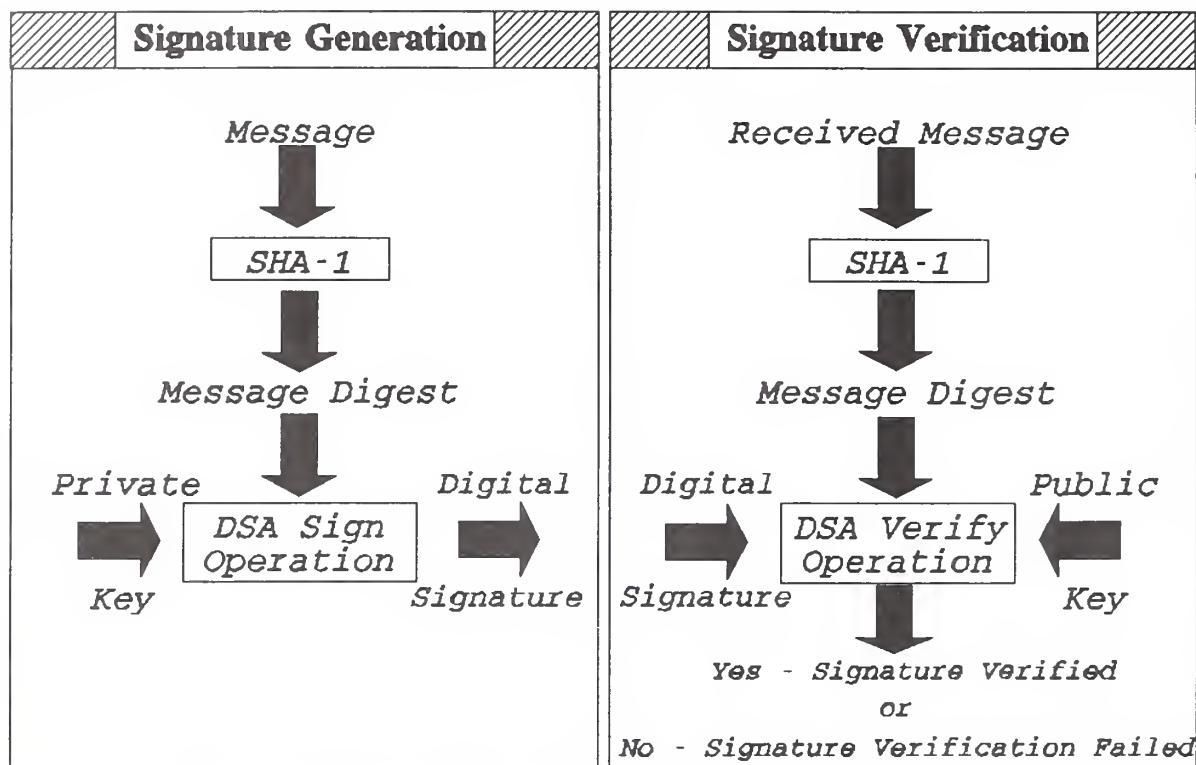 Signature Generation
Message
SHA-1
Message Digest
Private
Key
DSA Sign
Operation
Digital
Signature
Signature Verification
Received Message
SHA-1
Message Digest
Digital
Signature
DSA Verify
Operation
Public
Key
Yes - Signature Verified
or
No - Signature Verification Failed